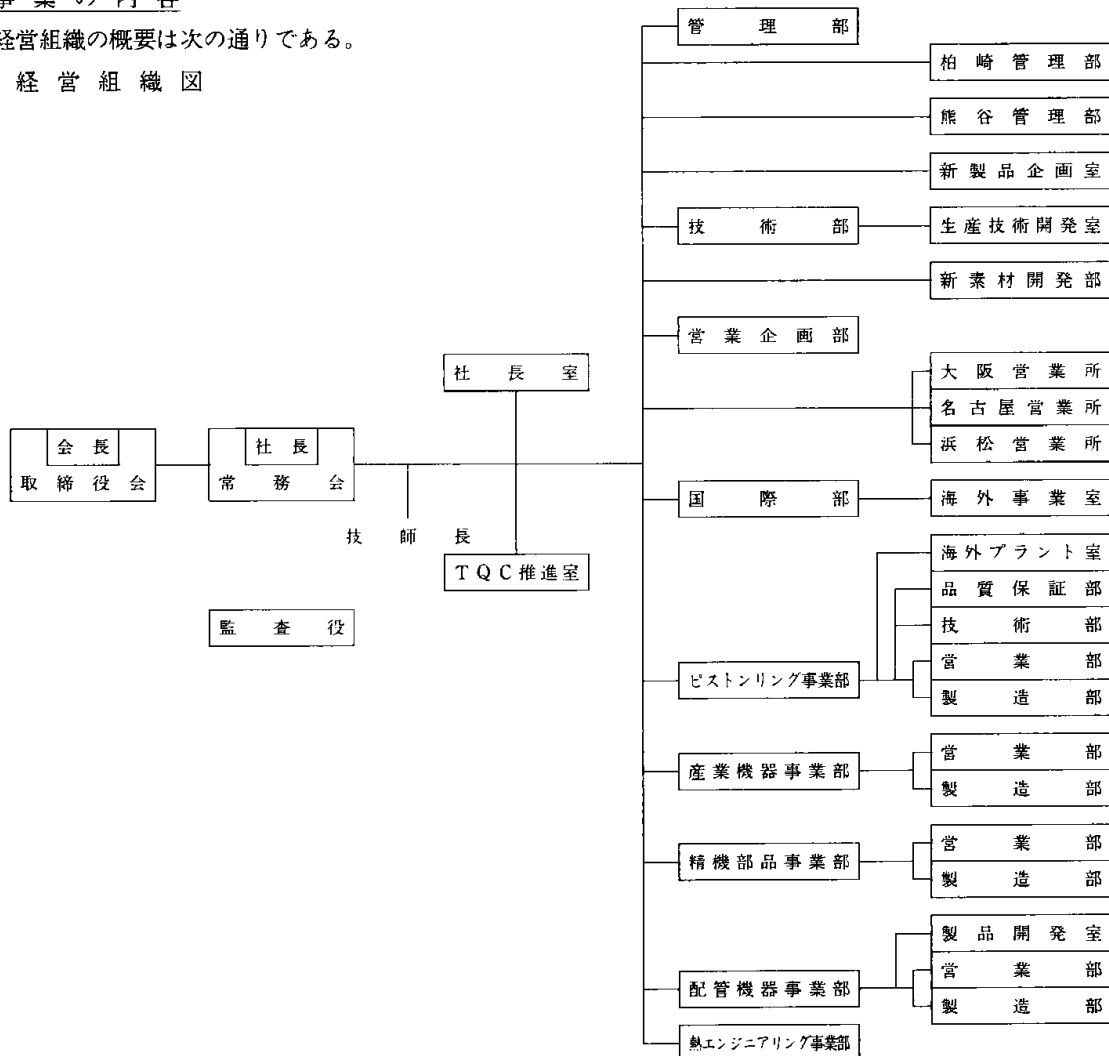 事業の内容
経営組織の概要は次の通りである。
経営組織図
管理部
柏崎管理部
熊谷管理部
新製品企画室
技術部
生産技術開発室
新素材開発部
営業企画部
社長室
大阪営業所
名古屋営業所
浜松営業所
会長
取締役会
社長
常務会
技師長
TQC推進室
監査役
国際部
海外事業室
海外プラント室
品質保証部
技術部
営業部
製造部
ピストンリング事業部
産業機器事業部
営業部
製造部
精機部品事業部
営業部
製造部
製品開発室
営業部
製造部
配管機器事業部
熱エンジニアリング事業部